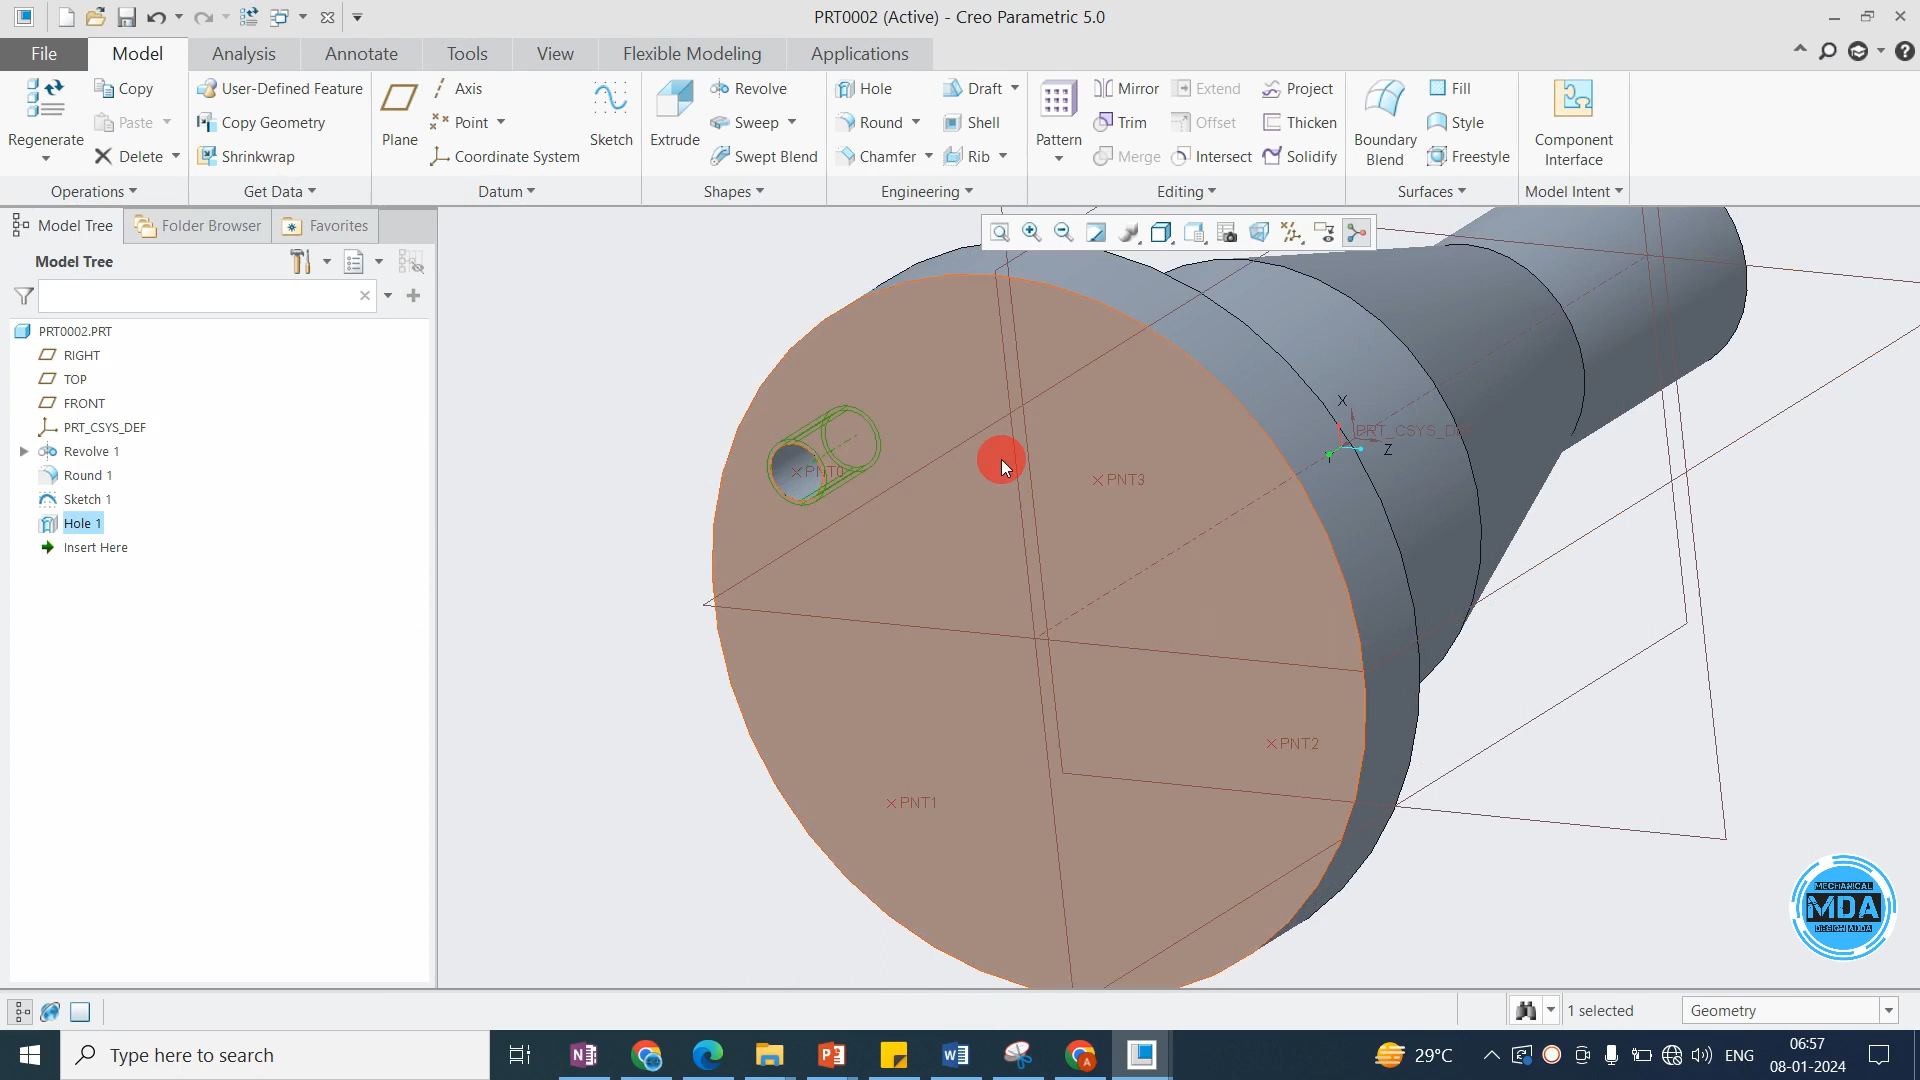 PRT0002 (Active) - Creo Parametric 5.0
File Model Analysis Annotate Tools View Flexible Modeling Applications
Regenerate
Copy
Paste
Delete
Operations
User-Defined Feature
Copy Geometry
Shrinkwrap
Get Data
Plane
Axis
Point
Coordinate System
Sketch
Datum
Extrude
Revolve
Sweep
Swept Blend
Shapes
Hole
Round
Chamfer
Draft
Shell
Rib
Engineering
Pattern
Mirror
Trim
Merge
Extend
Offset
Intersect
Project
Thicken
Solidify
Editing
Boundary
Blend
Fill
Style
Freestyle
Surfaces
Component
Interface
Model Intent
Model Tree Folder Browser Favorites
Model Tree
PRT0002.PRT
RIGHT
TOP
FRONT
PRT_CSYS_DEF
Revolve 1
Round 1
Sketch 1
Hole 1
Insert Here
X
PRT_CSYS_DEF
Z
Y
PNT0
PNT3
PNT2
PNT1
MECHANICAL
MDA
DESIGN ADDA
1 selected
Geometry
Type here to search
29°C
ENG
06:57
08-01-2024